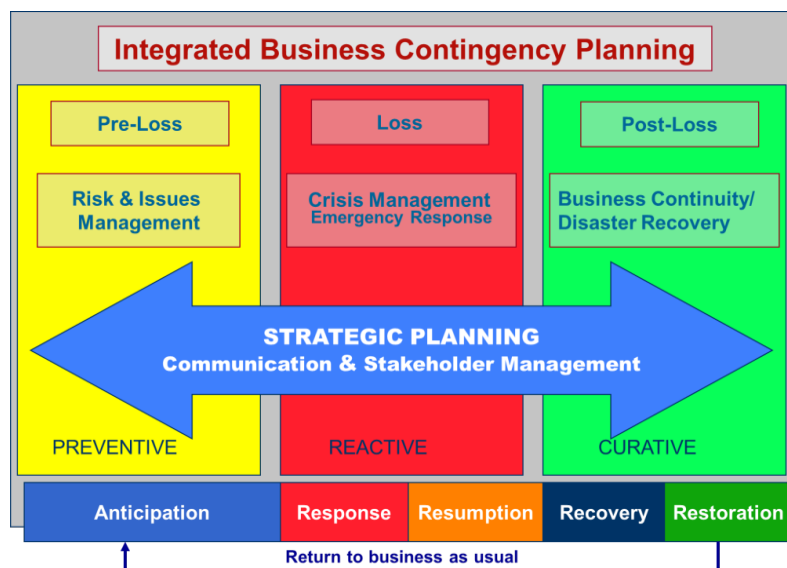 Integrated Business Contingency Planning
Pre-Loss
Loss
Post-Loss
Risk & Issues
Management
Crisis Management
Emergency Response
Business Continuity/
Disaster Recovery
STRATEGIC PLANNING
Communication & Stakeholder Management
PREVENTIVE
REACTIVE
CURATIVE
Anticipation
Response
Resumption
Recovery
Restoration
Return to business as usual